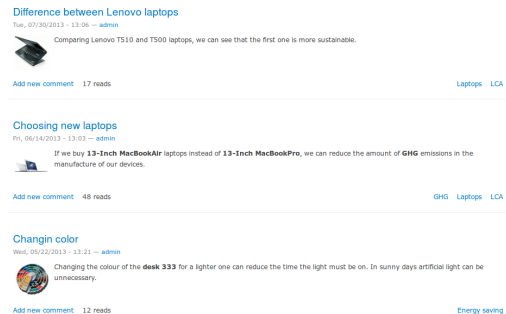 Difference between Lenovo laptops
Tue, 07/30/2013 - 13:06 — admin
Comparing Lenovo T510 and T500 laptops, we can see that the first one is more sustainable.
Add new comment 17 reads Laptops LCA
Choosing new laptops
Fri, 06/14/2013 - 13:03 — admin
If we buy 13-Inch MacBookAir laptops instead of 13-Inch MacBookPro, we can reduce the amount of GHG emissions in the
manufacture of our devices.
Add new comment 48 reads GHG Laptops LCA
Changin color
Wed, 05/22/2013 - 13:21 — admin
Changing the colour of the desk 333 for a lighter one can reduce the time the light must be on. In sunny days artificial light can be
unnecessary.
Add new comment 12 reads Energy saving